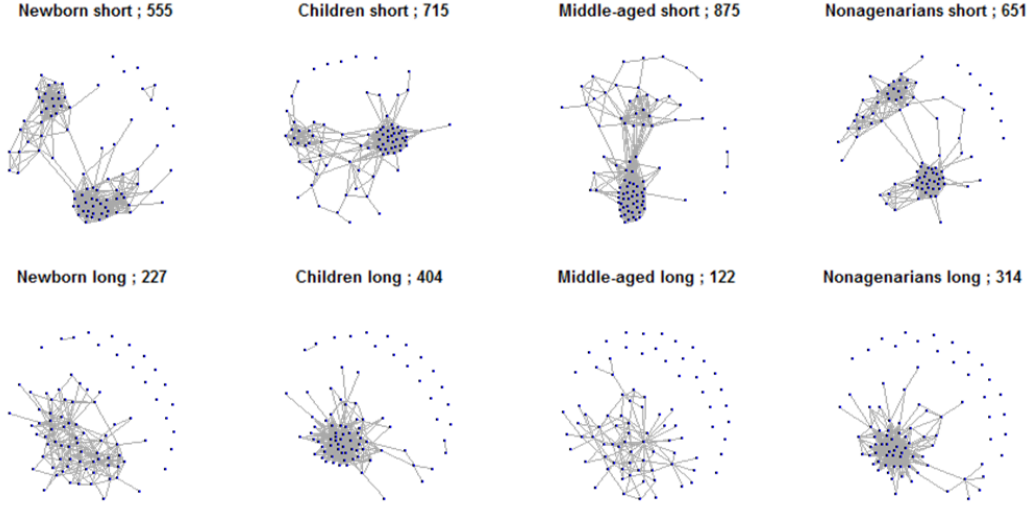 Newborn short ; 555
Children short ; 715
Middle-aged short ; 875
Nonagenarians short ; 651
Newborn long ; 227
Children long ; 404
Middle-aged long ; 122
Nonagenarians long ; 314